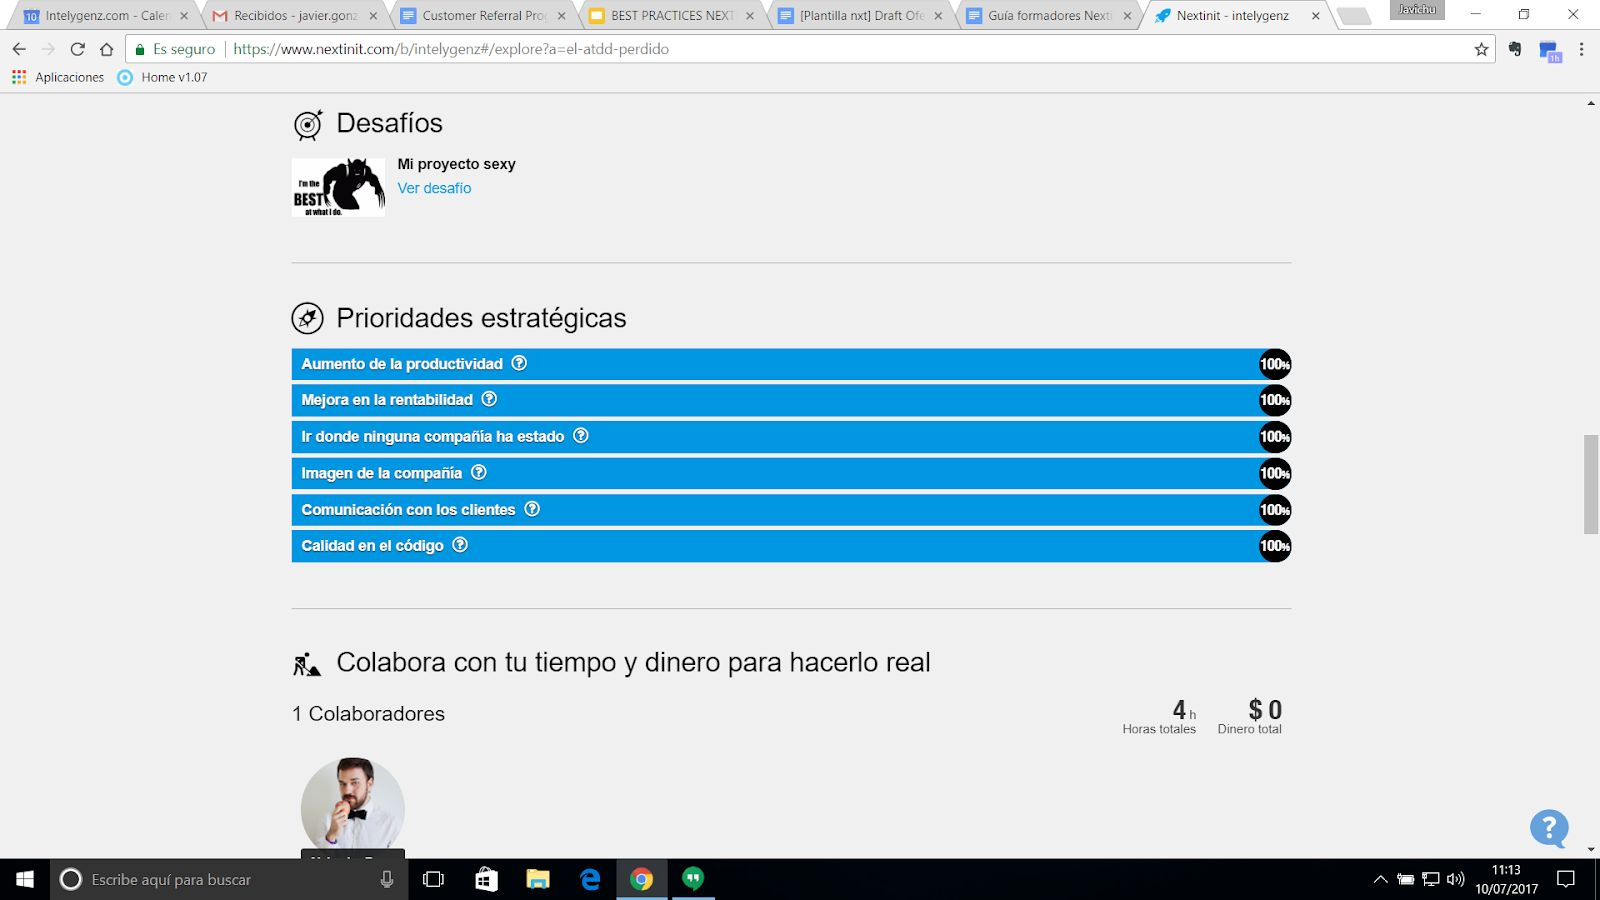 Intelygenz.com - Calen
Recibidos - javier.gonz
Customer Referral Pro
BEST PRACTICES NEXT
[Plantilla nxt] Draft Ofe
Guía formadores Nexti
Nextinit - intelygenz
Javichu
Es seguro
https://www.nextinit.com/b/intelygenz#/explore?a=el-atdd-perdido
1h
Aplicaciones
Home v1.07
Desafíos
I'm the
BEST
at what I do.
Mi proyecto sexy
Ver desafío
Prioridades estratégicas
Aumento de la productividad ? 100%
Mejora en la rentabilidad ? 100%
Ir donde ninguna compañía ha estado ? 100%
Imagen de la compañía ? 100%
Comunicación con los clientes ? 100%
Calidad en el código ? 100%
Colabora con tu tiempo y dinero para hacerlo real
1 Colaboradores
4 h
Horas totales
$ 0
Dinero total
?
Escribe aquí para buscar
11:13
10/07/2017